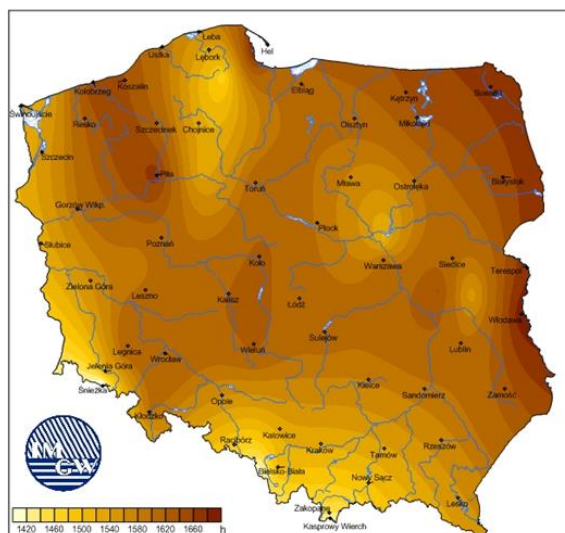 Łeba
Ustka
Lębork
Hel
Kołobrzeg
Koszalin
Elbląg
Kętrzyn
Suwałki
Świnoujście
Resko
Szczecinek
Chojnice
Olsztyn
Mikołajki
Szczecin
Piła
Toruń
Mława
Ostrołęka
Białystok
Gorzów Wlkp.
Płock
Słubice
Poznań
Koło
Warszawa
Siedlce
Terespol
Zielona Góra
Leszno
Kalisz
Łódź
Włodawa
Sulejów
Legnica
Wrocław
Wieluń
Lublin
Jelenia Góra
Śnieżka
Kielce
Sandomierz
Zamość
Kłodzko
Opole
Katowice
Racibórz
Kraków
Tarnów
Rzeszów
Bielsko-Biała
Nowy Sącz
Lesko
Zakopane
Kasprowy Wierch
IM
GW
1420 1460 1500 1540 1580 1620 1660 h